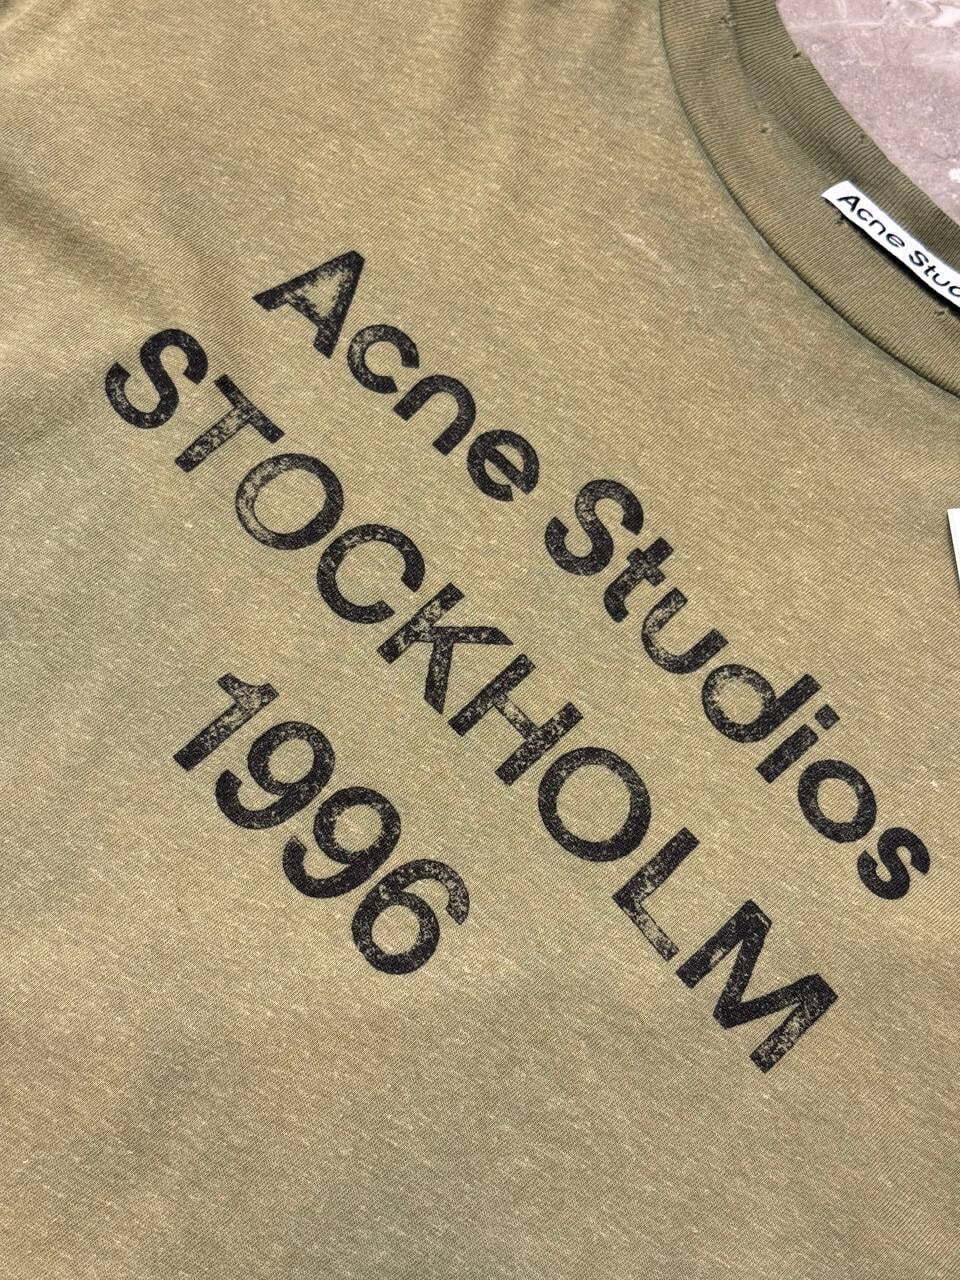 Acne Studios
STOCKHOLM
1996
Acne Stud